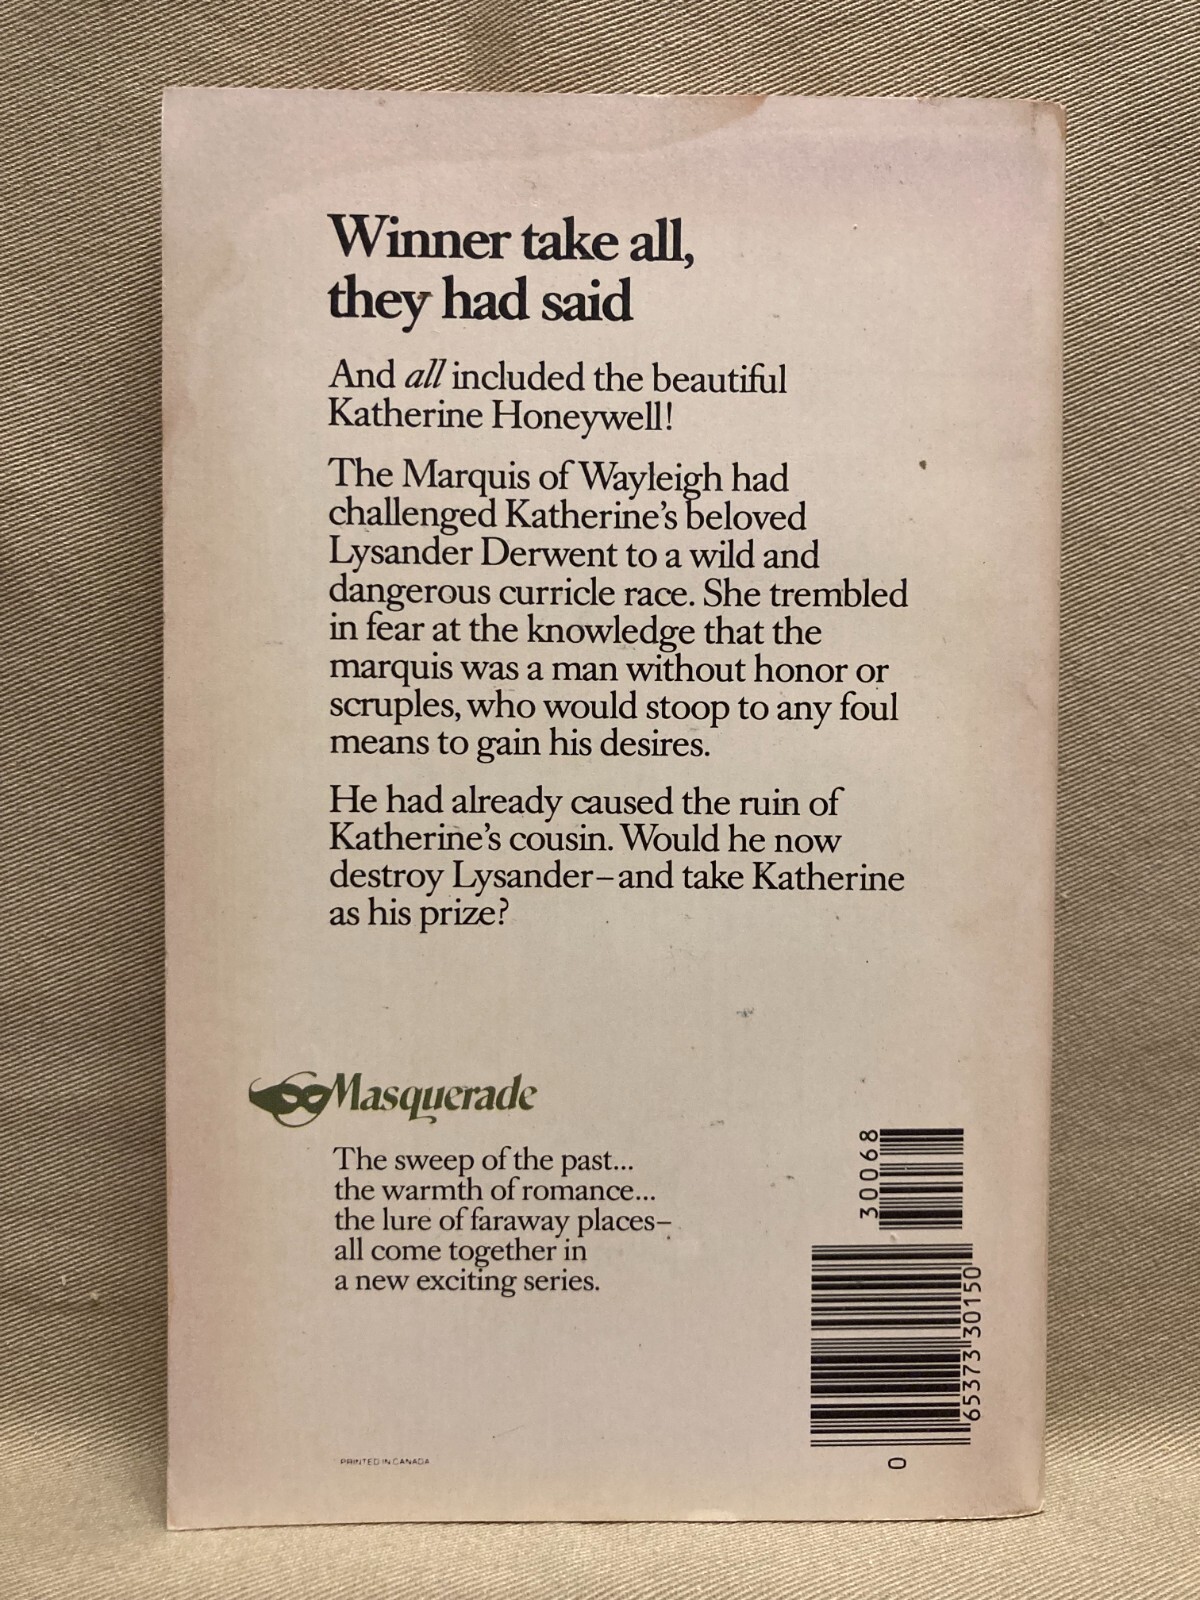 Winner take all,
they had said
And all included the beautiful
Katherine Honeywell!
The Marquis of Wayleigh had
challenged Katherine's beloved
Lysander Derwent to a wild and
dangerous curricle race. She trembled
in fear at the knowledge that the
marquis was a man without honor or
scruples, who would stoop to any foul
means to gain his desires.
He had already caused the ruin of
Katherine's cousin. Would he now
destroy Lysander–and take Katherine
as his prize?
Masquerade
The sweep of the past...
the warmth of romance...
the lure of faraway places–
all come together in
a new exciting series.
30068
0 65373 30150
PRINTED IN CANADA